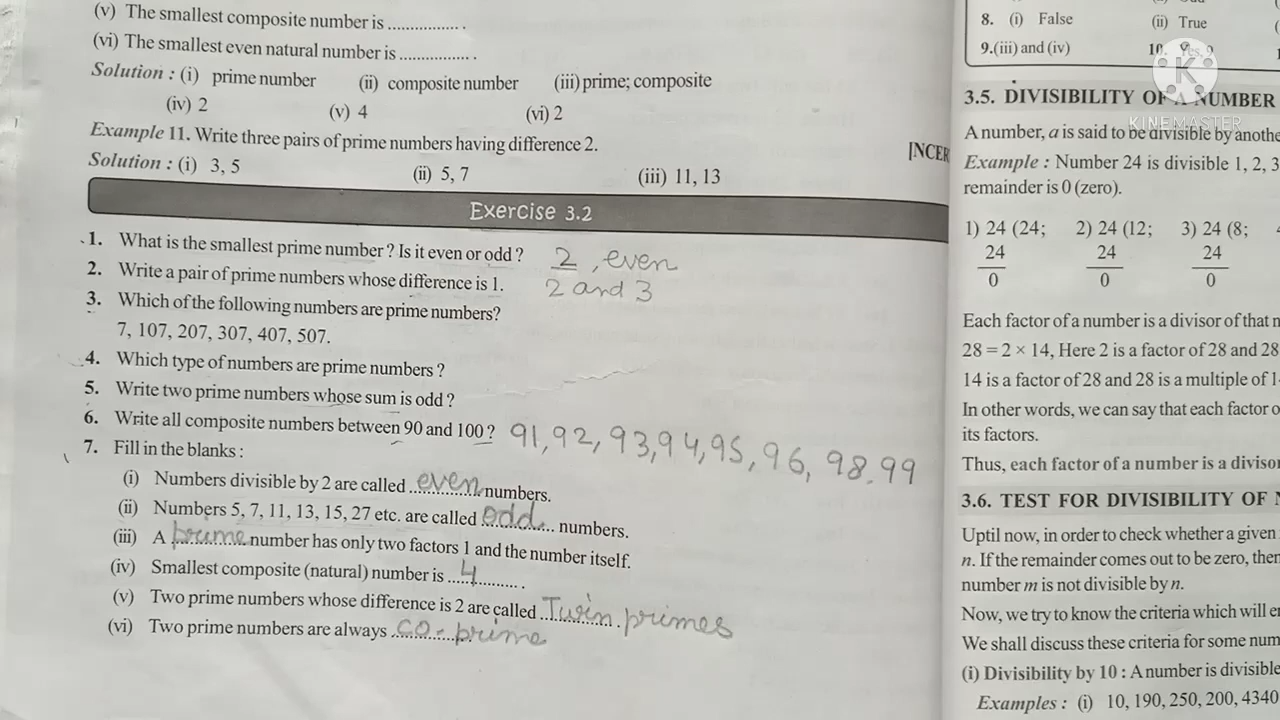 (v) The smallest composite number is ................ .
(vi) The smallest even natural number is ................. .
Solution : (i) prime number (ii) composite number (iii) prime; composite
(iv) 2 (v) 4 (vi) 2
Example 11. Write three pairs of prime numbers having difference 2.
[NCER
Solution : (i) 3, 5 (ii) 5, 7 (iii) 11, 13
Exercise 3.2
1. What is the smallest prime number ? Is it even or odd ? 2, even
2. Write a pair of prime numbers whose difference is 1. 2 and 3
3. Which of the following numbers are prime numbers?
7, 107, 207, 307, 407, 507.
4. Which type of numbers are prime numbers ?
5. Write two prime numbers whose sum is odd ?
6. Write all composite numbers between 90 and 100 ? 91,92, 93,94,95,96, 98.99
7. Fill in the blanks :
(i) Numbers divisible by 2 are called even numbers.
(ii) Numbers 5, 7, 11, 13, 15, 27 etc. are called odd numbers.
(iii) A prime number has only two factors 1 and the number itself.
(iv) Smallest composite (natural) number is 4 .
(v) Two prime numbers whose difference is 2 are called Twin primes
(vi) Two prime numbers are always co-prime
8. (i) False (ii) True
9.(iii) and (iv) 10. Yes,
K
KINEMASTER
3.5. DIVISIBILITY OF A NUMBER
A number, a is said to be divisible by
Example : Number 24 is divisible 1, 2, 3
remainder is 0 (zero).
1) 24 (24; 2) 24 (12; 3) 24 (8;
24 24 24
0 0 0
Each factor of a number is a divisor of that
28 = 2 × 14, Here 2 is a factor of 28 and 28
14 is a factor of 28 and 28 is a multiple of
In other words, we can say that each factor
its factors.
Thus, each factor of a number is a
3.6. TEST FOR DIVISIBILITY OF
Uptil now, in order to check whether a given
n. If the remainder comes out to be zero, then
number m is not divisible by n.
Now, we try to know the criteria which will
We shall discuss these criteria for some
(i) Divisibility by 10 : A number is divisible
Examples : (i) 10, 190, 250, 200, 4340